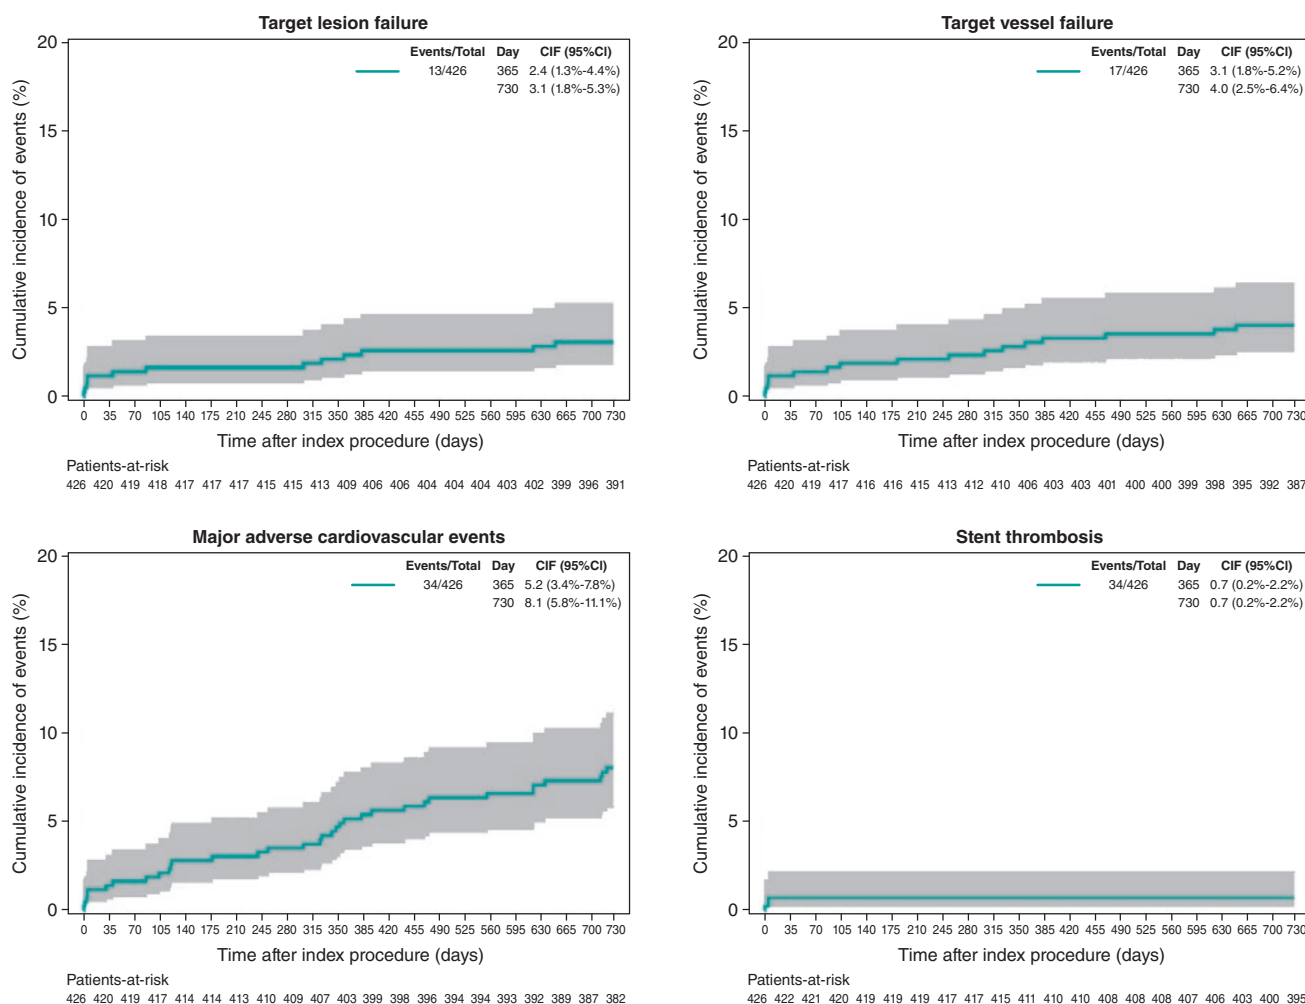 Target lesion failure
20
15
10
5
0
Cumulative incidence of events (%)
Events/Total Day CIF (95%CI)
13/426 365 2.4 (1.3%-4.4%)
730 3.1 (1.8%-5.3%)
0 35 70 105 140 175 210 245 280 315 350 385 420 455 490 525 560 595 630 665 700 730
Time after index procedure (days)
Patients-at-risk
426 420 419 418 417 417 417 415 415 413 409 406 406 404 404 404 403 402 399 396 391
Target vessel failure
20
15
10
5
0
Cumulative incidence of events (%)
Events/Total Day CIF (95%CI)
17/426 365 3.1 (1.8%-5.2%)
730 4.0 (2.5%-6.4%)
0 35 70 105 140 175 210 245 280 315 350 385 420 455 490 525 560 595 630 665 700 730
Time after index procedure (days)
Patients-at-risk
426 420 419 417 416 416 415 413 412 410 406 403 403 401 400 400 399 398 395 392 387
Major adverse cardiovascular events
20
15
10
5
0
Cumulative incidence of events (%)
Events/Total Day CIF (95%CI)
34/426 365 5.2 (3.4%-7.8%)
730 8.1 (5.8%-11.1%)
0 35 70 105 140 175 210 245 280 315 350 385 420 455 490 525 560 595 630 665 700 730
Time after index procedure (days)
Patients-at-risk
426 420 419 417 414 414 413 410 409 407 403 399 398 396 394 394 393 392 389 387 382
Stent thrombosis
20
15
10
5
0
Cumulative incidence of events (%)
Events/Total Day CIF (95%CI)
34/426 365 0.7 (0.2%-2.2%)
730 0.7 (0.2%-2.2%)
0 35 70 105 140 175 210 245 280 315 350 385 420 455 490 525 560 595 630 665 700 730
Time after index procedure (days)
Patients-at-risk
426 422 421 420 419 419 417 417 415 411 410 410 408 408 408 407 406 403 400 395